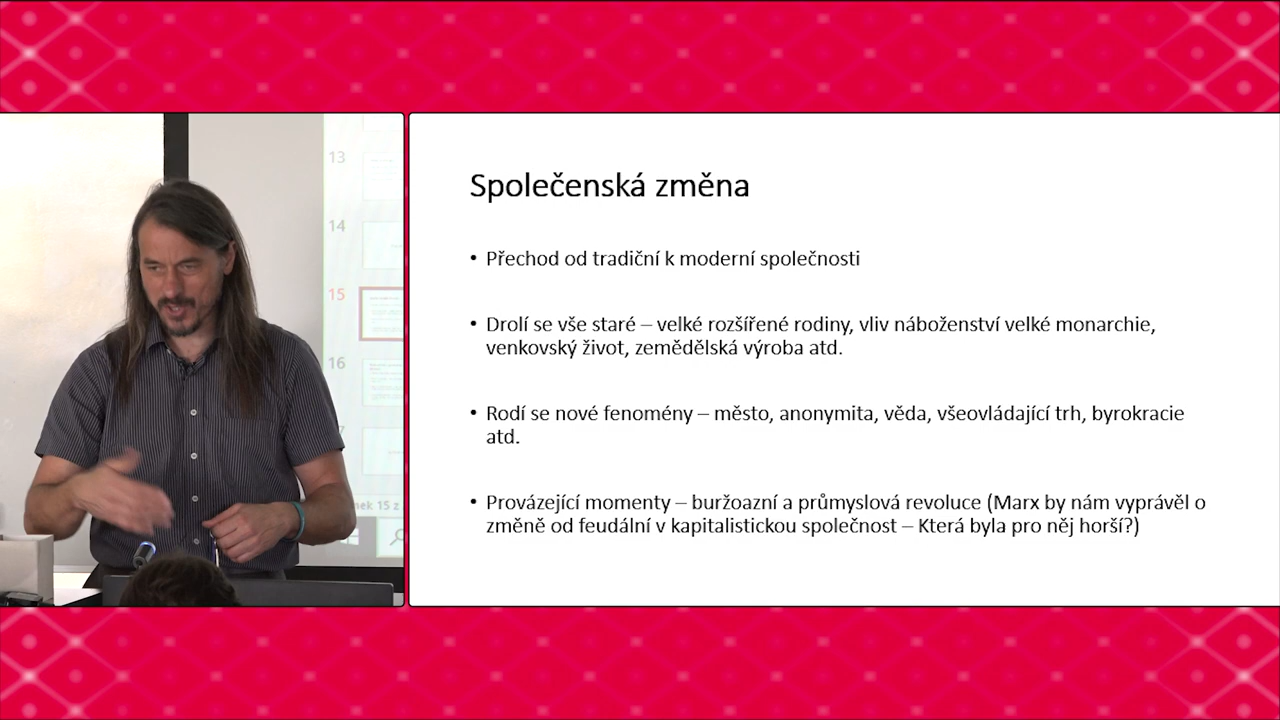 13
14
15
16
7
nek 15 z
Společenská změna
• Přechod od tradiční k moderní společnosti
• Drolí se vše staré – velké rozšířené rodiny, vliv náboženství velké monarchie,
venkovský život, zemědělská výroba atd.
• Rodí se nové fenomény – město, anonymita, věda, všeovládající trh, byrokracie
atd.
• Provázející momenty – buržoazní a průmyslová revoluce (Marx by nám vyprávěl o
změně od feudální v kapitalistickou společnost – Která byla pro něj horší?)